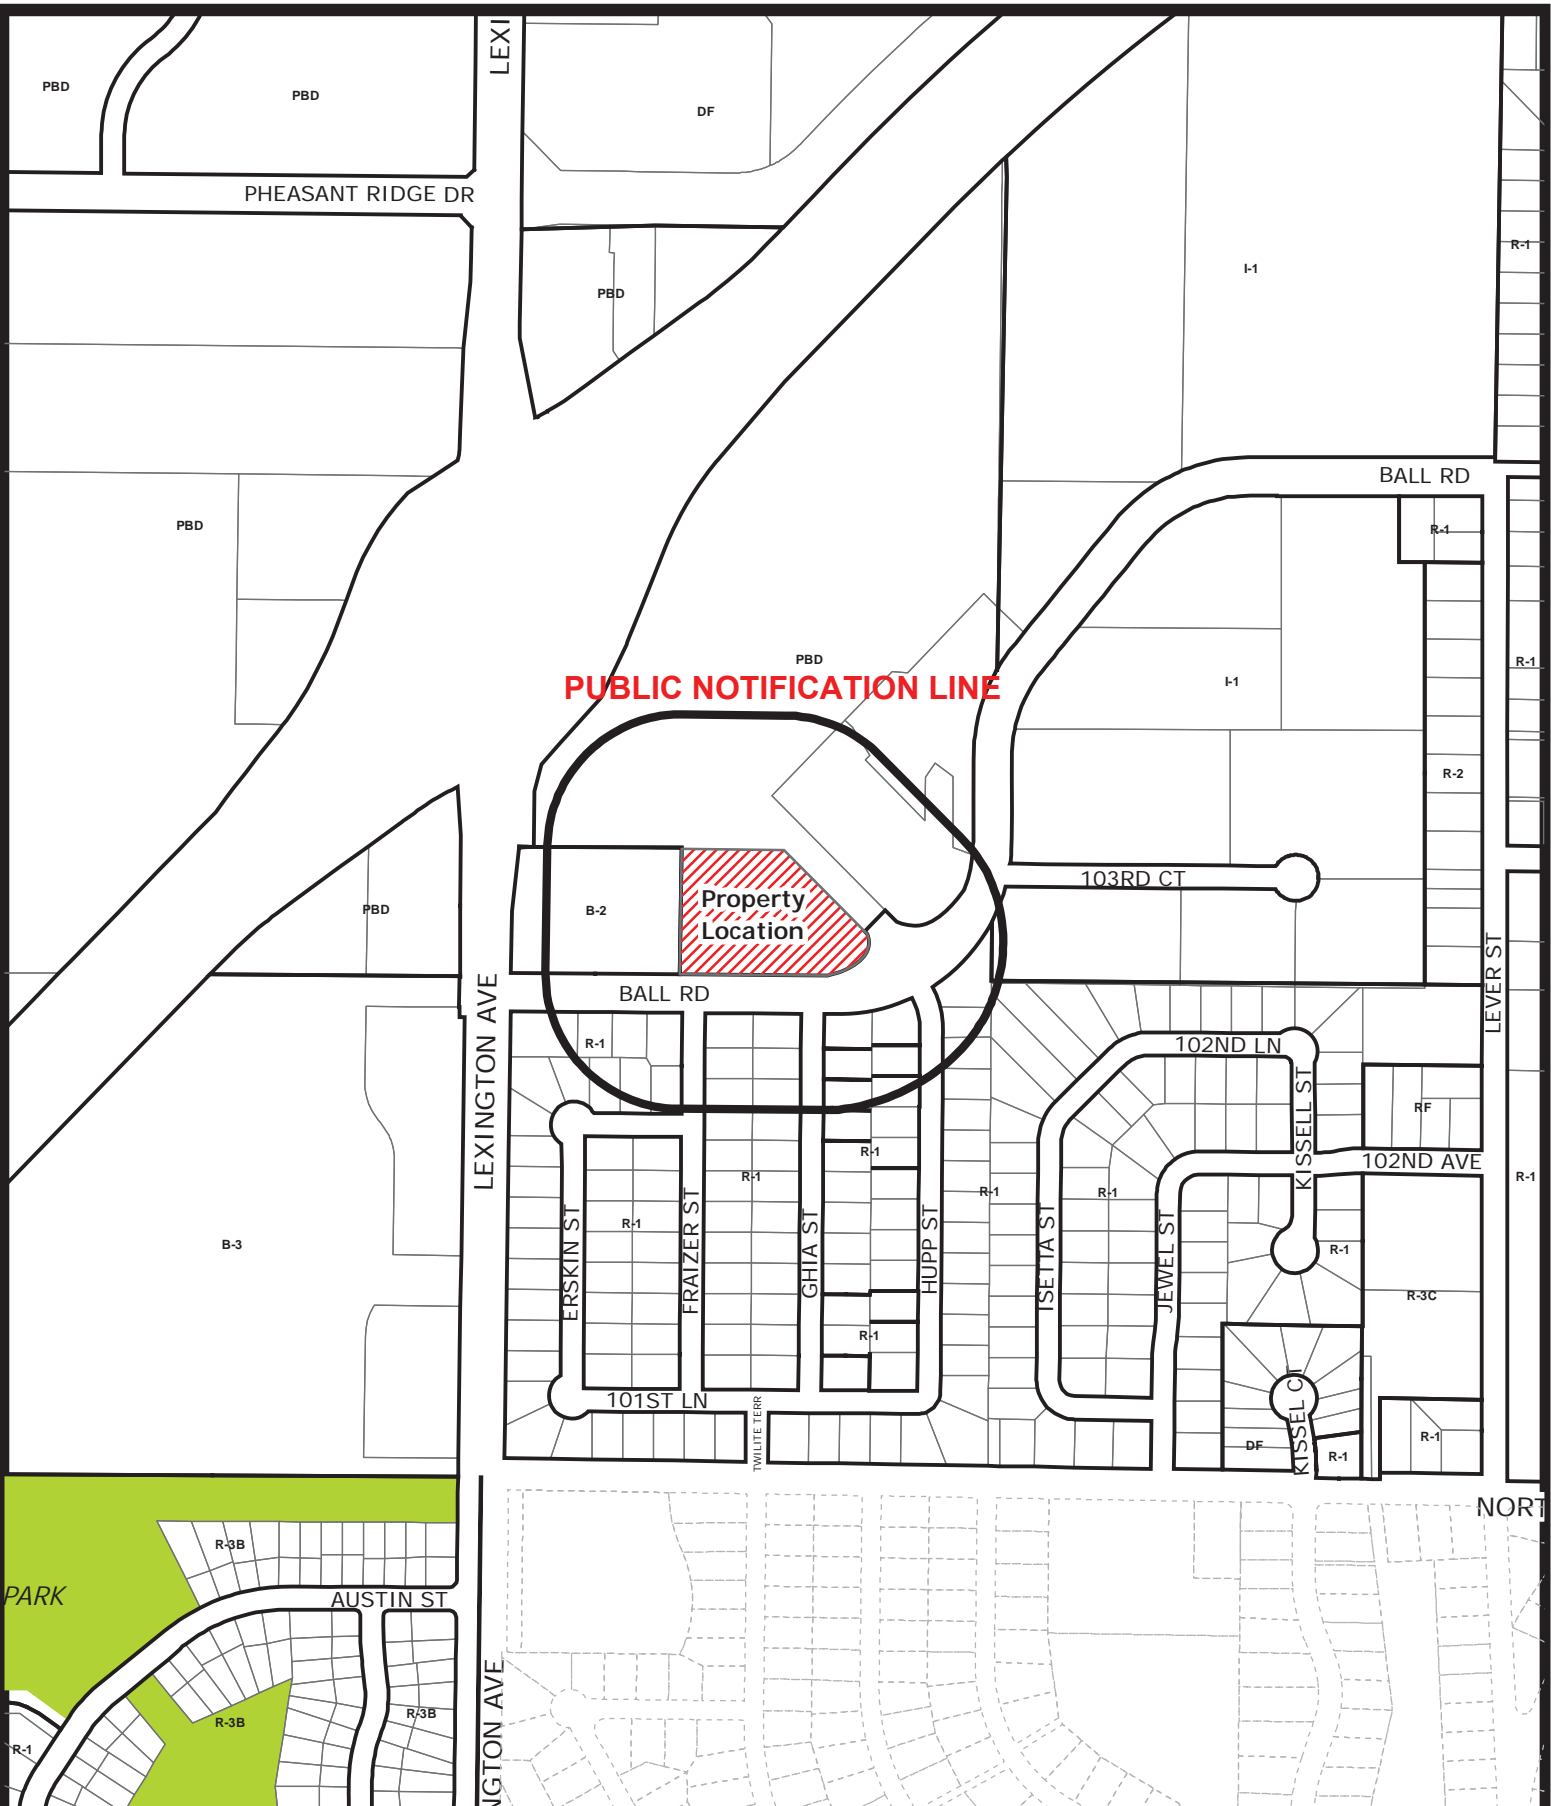 LEXI
PBD
PBD
DF
PHEASANT RIDGE DR
R-1
I-1
PBD
BALL RD
PBD
R-1
PBD
R-1
I-1
PUBLIC NOTIFICATION LINE
R-2
103RD CT
Property
Location
B-2
PBD
BALL RD
LEVER ST
LEXINGTON AVE
R-1
102ND LN
KISSELL ST
RF
R-1
102ND AVE
R-1
R-1
R-1
R-1
R-1
ERSKIN ST
FRAIZER ST
GHIA ST
HUPP ST
ISETTA ST
JEWEL ST
B-3
R-1
R-3C
R-1
KISSEL CT
101ST LN
TWILITE TERR
DF
R-1
R-1
NORT
R-3B
PARK
AUSTIN ST
R-3B
R-3B
R-1
NGTON AVE